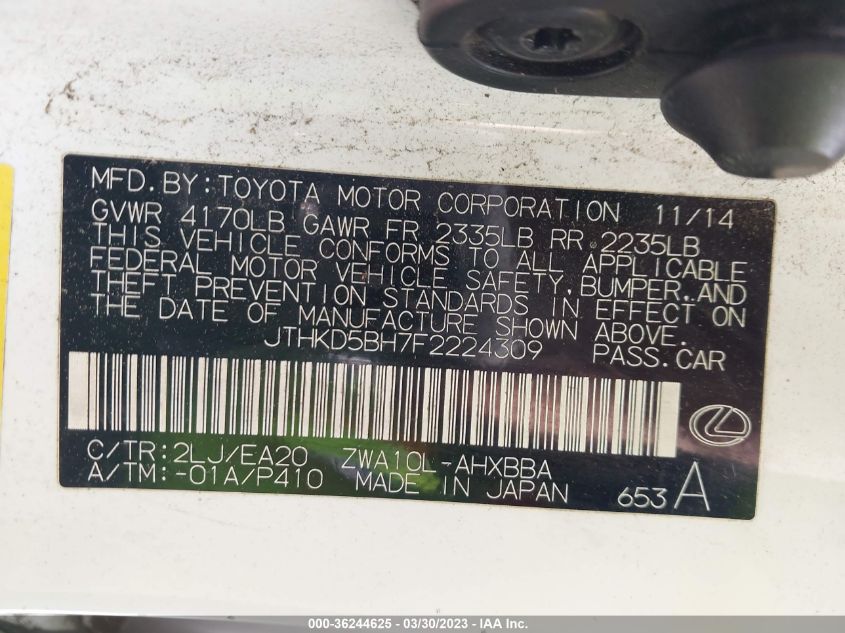 MFD.BY:TOYOTA MOTOR CORPORATION 11/14
GVWR 4170LB GAWR FR 2335LB RR 2235LB
THIS VEHICLE CONFORMS TO ALL APPLICABLE
FEDERAL MOTOR VEHICLE SAFETY,BUMPER,AND
THEFT PREVENTION STANDARDS IN EFFECT ON
THE DATE OF MANUFACTURE SHOWN ABOVE.
JTHKD5BH7F2224309 PASS.CAR
C/TR:2LJ/EA20 ZWA10L-AHXBBA
A/TM:-01A/P410 MADE IN JAPAN 653 A
000-36244625 - 03/30/2023 - IAA Inc.